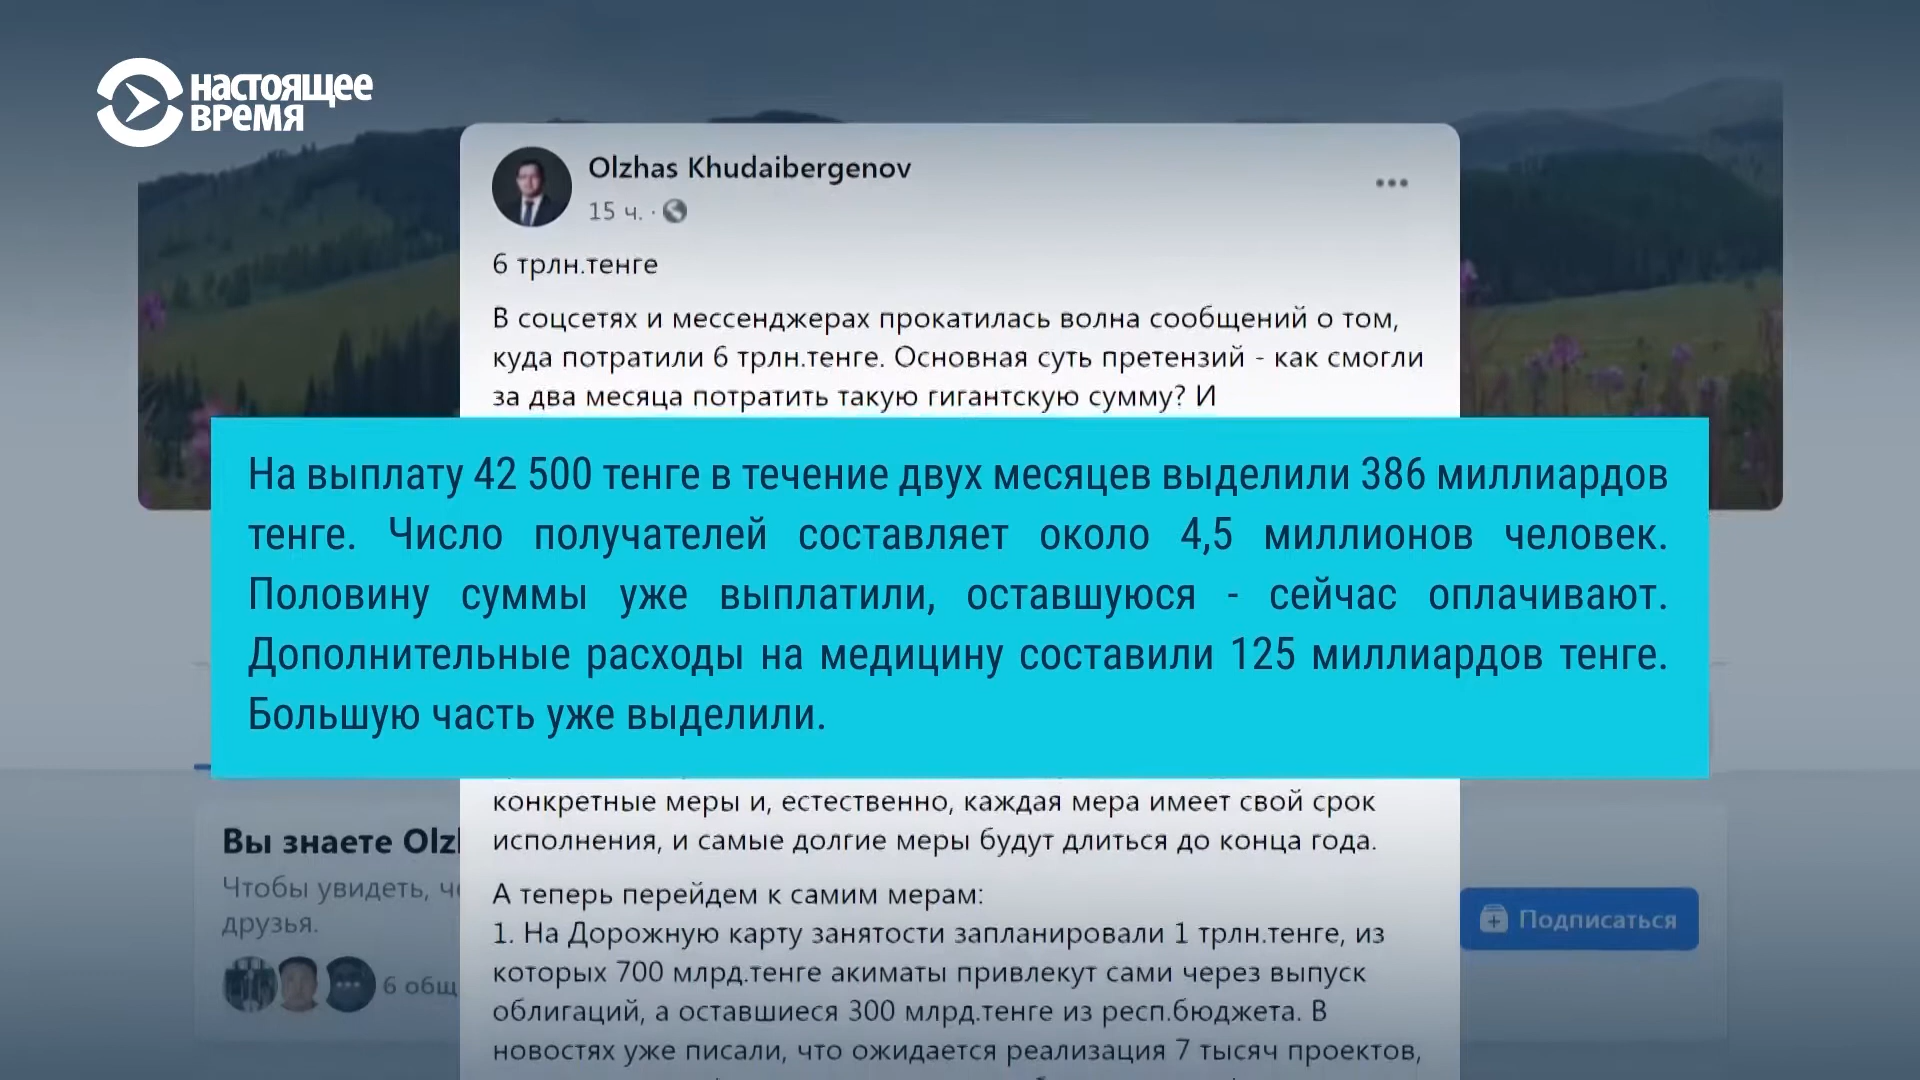 НАСТОЯЩЕЕ
ВРЕМЯ
Olzhas Khudaibergenov
15 ч. ·
6 трлн.тенге
В соцсетях и мессенджерах прокатилась волна сообщений о том,
куда потратили 6 трлн.тенге. Основная суть претензий - как смогли
за два месяца потратить такую гигантскую сумму? И
На выплату 42 500 тенге в течение двух месяцев выделили 386 миллиардов
тенге. Число получателей составляет около 4,5 миллионов человек.
Половину суммы уже выплатили, оставшуюся - сейчас оплачивают.
Дополнительные расходы на медицину составили 125 миллиардов тенге.
Большую часть уже выделили.
конкретные меры и, естественно, каждая мера имеет свой срок
исполнения, и самые долгие меры будут длиться до конца года.
А теперь перейдем к самим мерам:
1. На Дорожную карту занятости запланировали 1 трлн.тенге, из
которых 700 млрд.тенге акиматы привлекут сами через выпуск
облигаций, а оставшиеся 300 млрд.тенге из респ.бюджета. В
новостях уже писали, что ожидается реализация 7 тысяч проектов,
Вы знаете Olz
Чтобы увидеть, ч
друзья.
6 общ
Подписаться